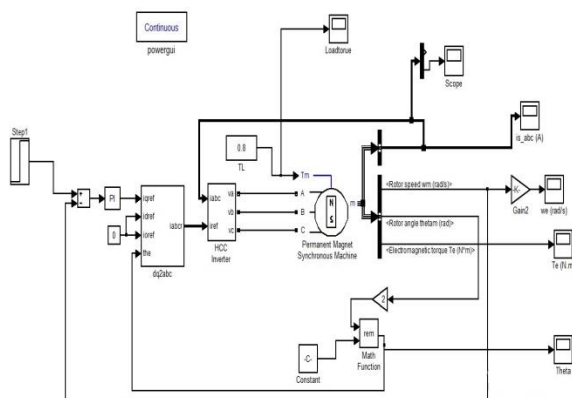 Continuous
powergui
Loadtorue
Scope
Step1
0.8
TL
Tm
is_abc (A)
PI
iqref
idref
ioref
the
iabcr
dq2abc
0
iabc
iref
va
vb
vc
HCC
Inverter
A
B
C
N
S
m
Permanent Magnet
Synchronous Machine
<Rotor speed wm (rad/s)>
<Rotor angle thetam (rad)>
<Electromagnetic torque Te (N*m)>
-K-
Gain2
we (rad/s)
Te (N.m
2
-C-
Constant
rem
Math
Function
Theta